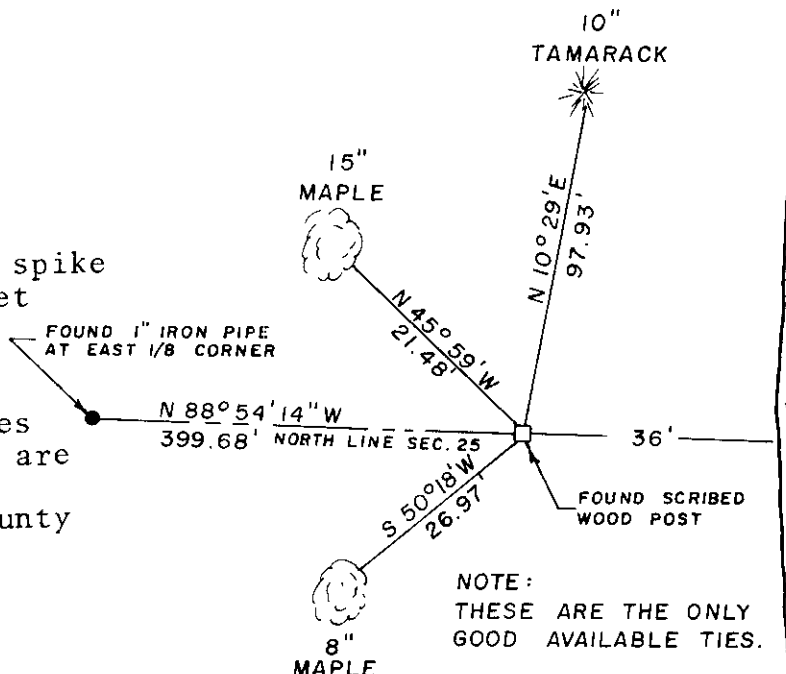 10"
TAMARACK
15"
MAPLE
N 10°29'E
97.93'
spike
et
FOUND 1" IRON PIPE
AT EAST 1/8 CORNER
N 45°59'W
21.48'
N 88°54'14"W
399.68' NORTH LINE SEC. 25
36'
es
are
unty
S 50°18'W
26.97'
FOUND SCRIBED
WOOD POST
NOTE:
THESE ARE THE ONLY
GOOD AVAILABLE TIES.
8"
MAPLE